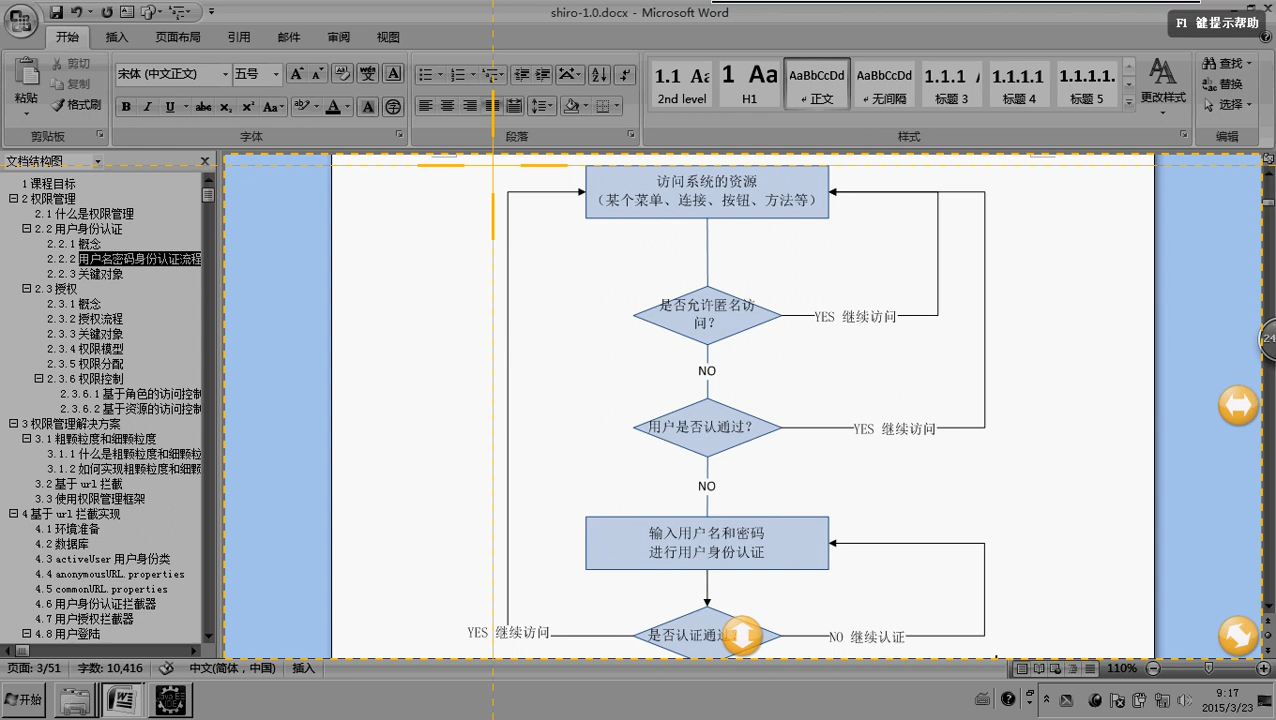 shiro-1.0.docx - Microsoft Word
F1 键提示帮助
开始 插入 页面布局 引用 邮件 审阅 视图
粘贴
剪切
复制
格式刷
剪贴板
宋体 (中文正文) 五号
字体
段落
1.1 Aa
2nd level
1 Aa
H1
AaBbCcDd
正文
AaBbCcDd
无间隔
1.1.1
标题 3
1.1.1.1
标题 4
1.1.1.1.
标题 5
更改样式
样式
查找
替换
选择
编辑
文档结构图
1 课程目标
2 权限管理
2.1 什么是权限管理
2.2 用户身份认证
2.2.1 概念
2.2.2 用户名密码身份认证流程
2.2.3 关键对象
2.3 授权
2.3.1 概念
2.3.2 授权流程
2.3.3 关键对象
2.3.4 权限模型
2.3.5 权限分配
2.3.6 权限控制
2.3.6.1 基于角色的访问控制
2.3.6.2 基于资源的访问控制
3 权限管理解决方案
3.1 粗颗粒度和细颗粒度
3.1.1 什么是粗颗粒度和细颗粒
3.1.2 如何实现粗颗粒度和细颗
3.2 基于 url 拦截
3.3 使用权限管理框架
4 基于 url 拦截实现
4.1 环境准备
4.2 数据库
4.3 activeUser 用户身份类
4.4 anonymousURL.properties
4.5 commonURL.properties
4.6 用户身份认证拦截器
4.7 用户授权拦截器
4.8 用户登陆
访问系统的资源
（某个菜单、连接、按钮、方法等）
是否允许匿名访
问？
YES 继续访问
NO
用户是否认通过？
YES 继续访问
NO
输入用户名和密码
进行用户身份认证
YES 继续访问
是否认证通过
NO 继续认证
24
页面: 3/51 字数: 10,416 中文(简体，中国) 插入
110%
开始
9:17
2015/3/23